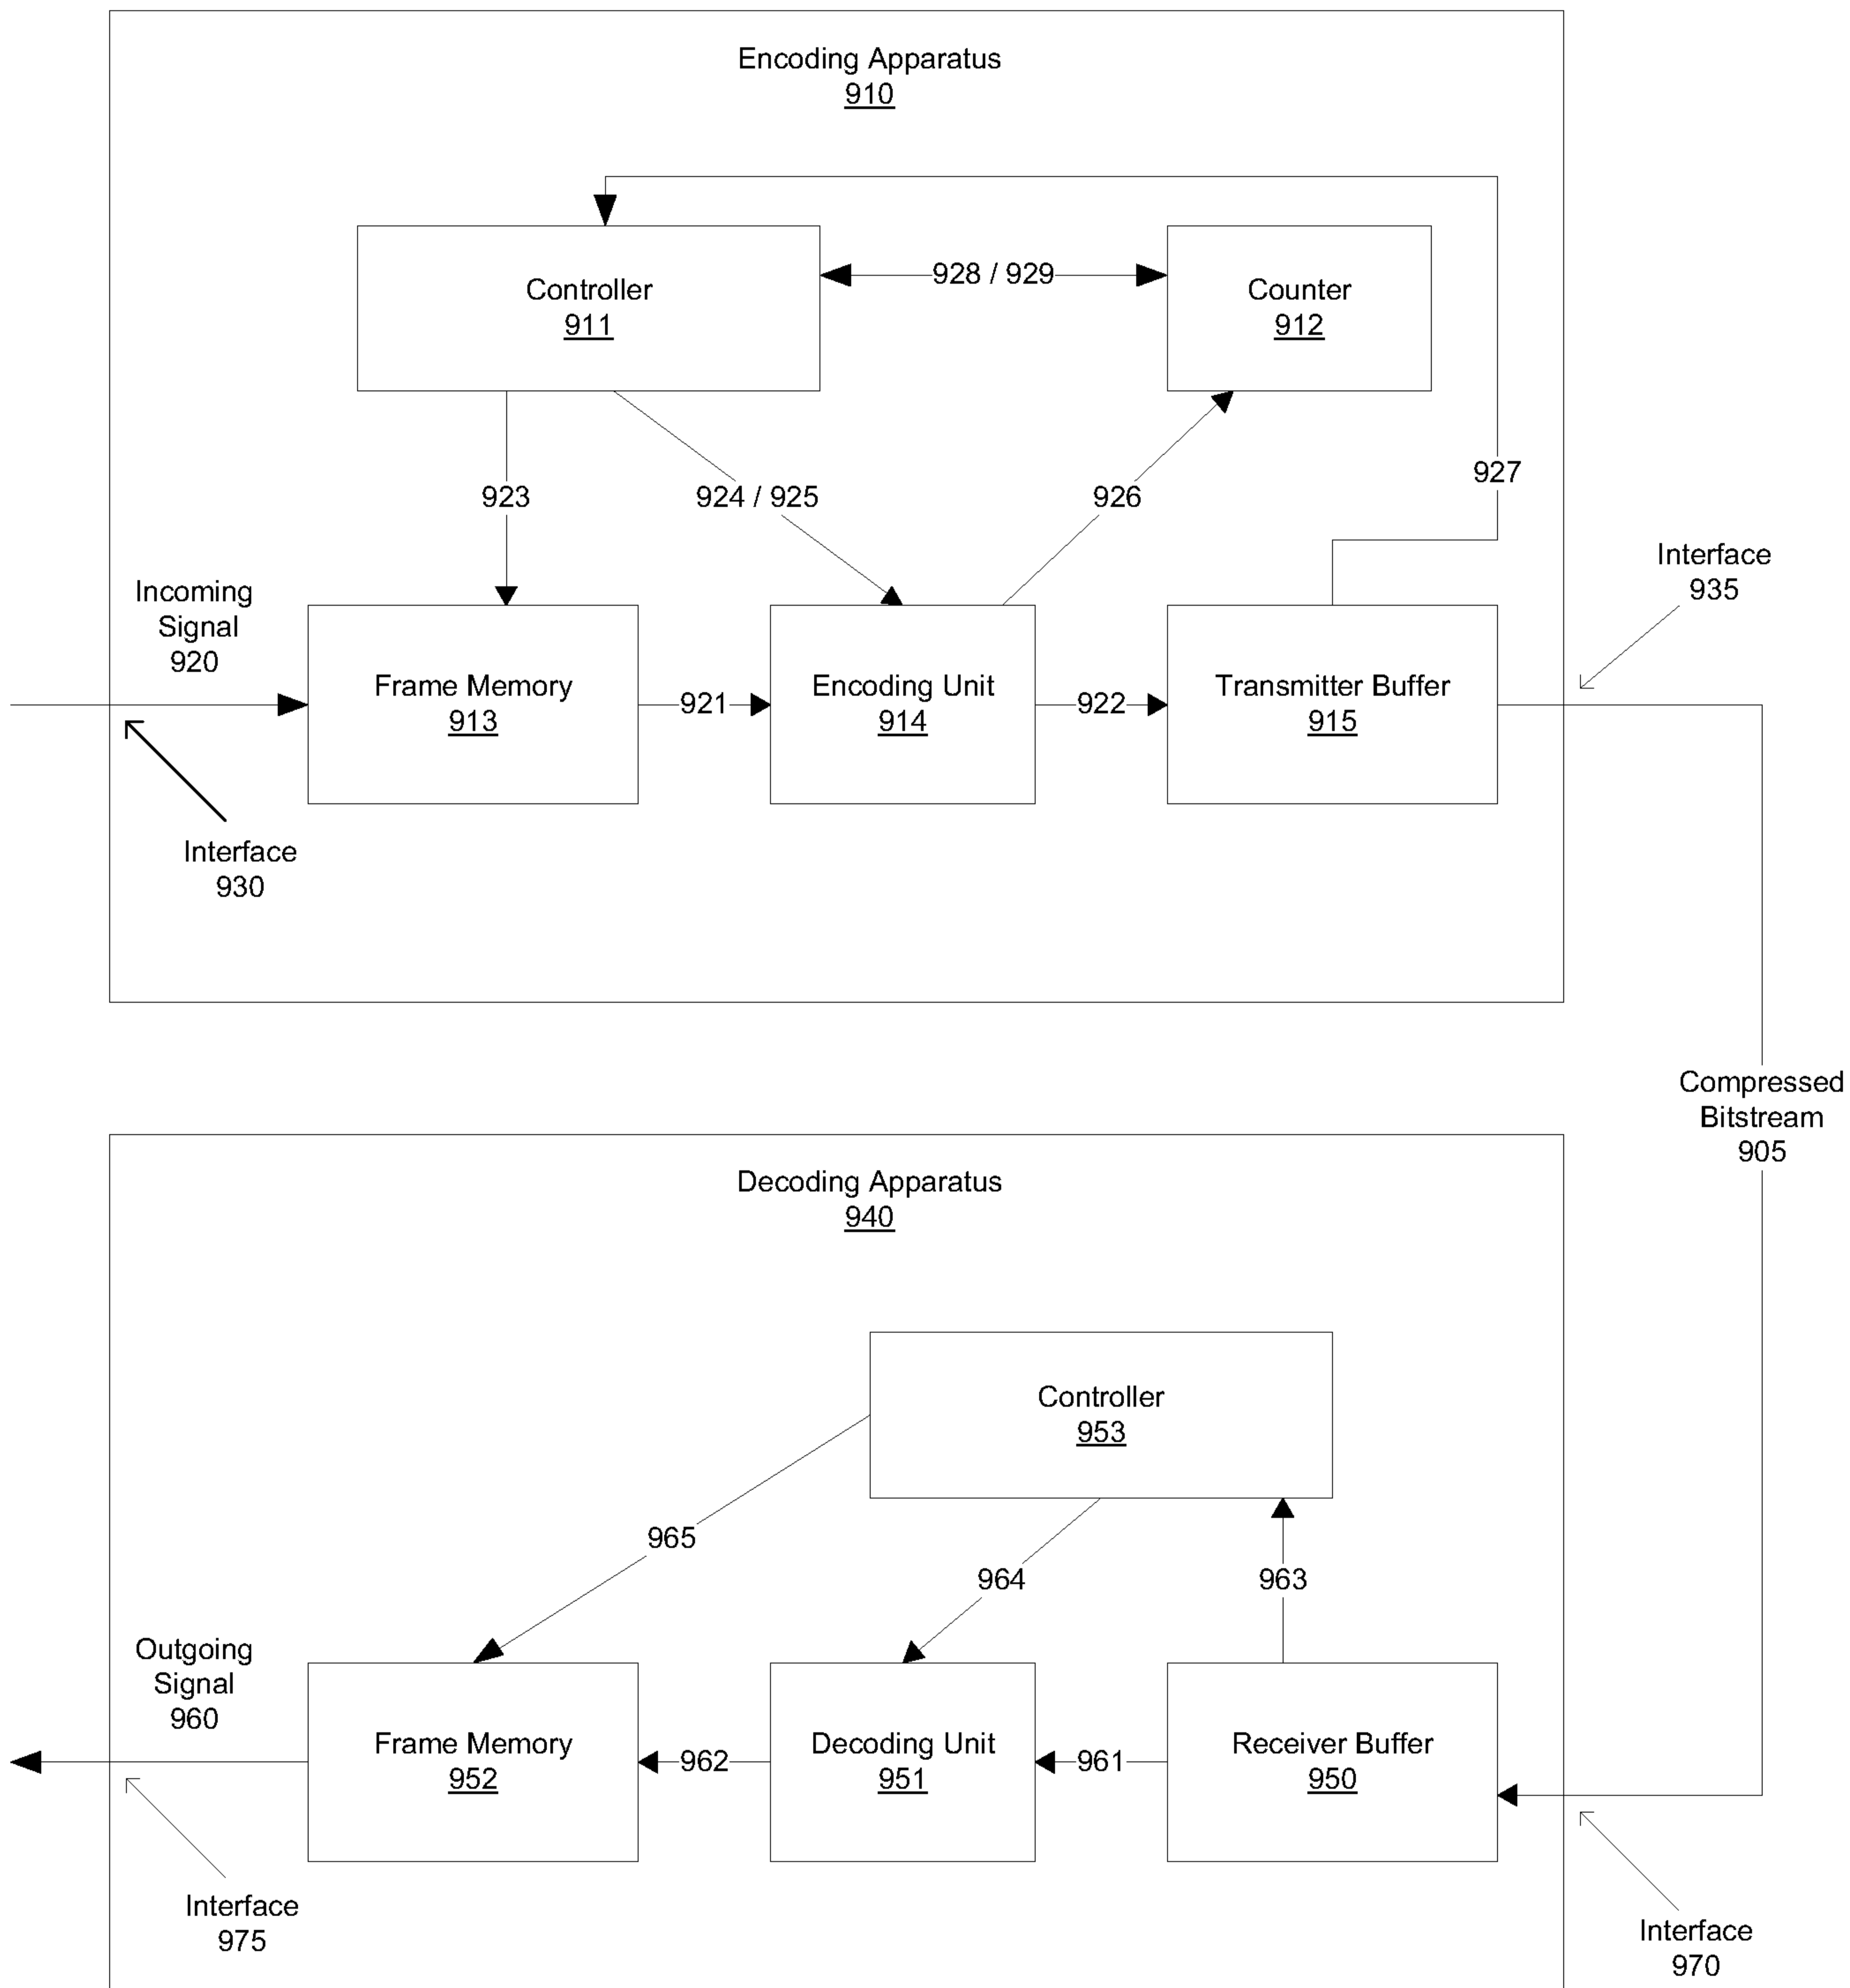 Encoding Apparatus
910
927
Controller
911
928 / 929
Counter
912
923
924 / 925
926
Interface
935
Incoming
Signal
920
Frame Memory
913
921
Encoding Unit
914
922
Transmitter Buffer
915
Interface
930
Compressed
Bitstream
905
Decoding Apparatus
940
Controller
953
965
964
963
Outgoing
Signal
960
Frame Memory
952
962
Decoding Unit
951
961
Receiver Buffer
950
Interface
975
Interface
970